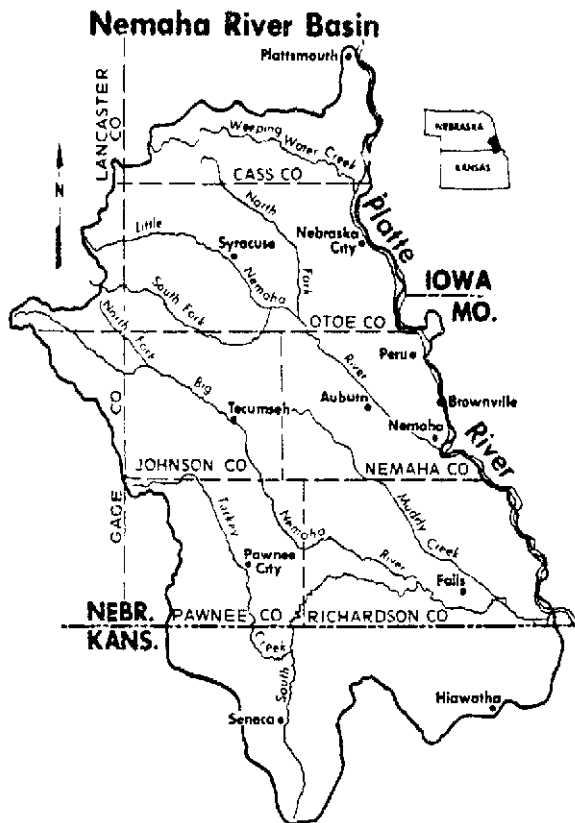 Nemaha River Basin
Plattsmouth
LANCASTER CO
Weeping Water Creek
NEBRASKA
KANSAS
CASS CO
N
North Fork
Platte River
Little Nemaha River
Syracuse
Nebraska City
IOWA
MO.
South Fork
OTOE CO
North Fork
Peru
Big Nemaha River
Tecumseh
Auburn
Brownville
Nemaha
GAGE CO
JOHNSON CO
NEMAHA CO
Turkey Creek
Muddy Creek
Pawnee City
Falls
NEBR.
PAWNEE CO
RICHARDSON CO
KANS.
South
Seneca
Hiawatha